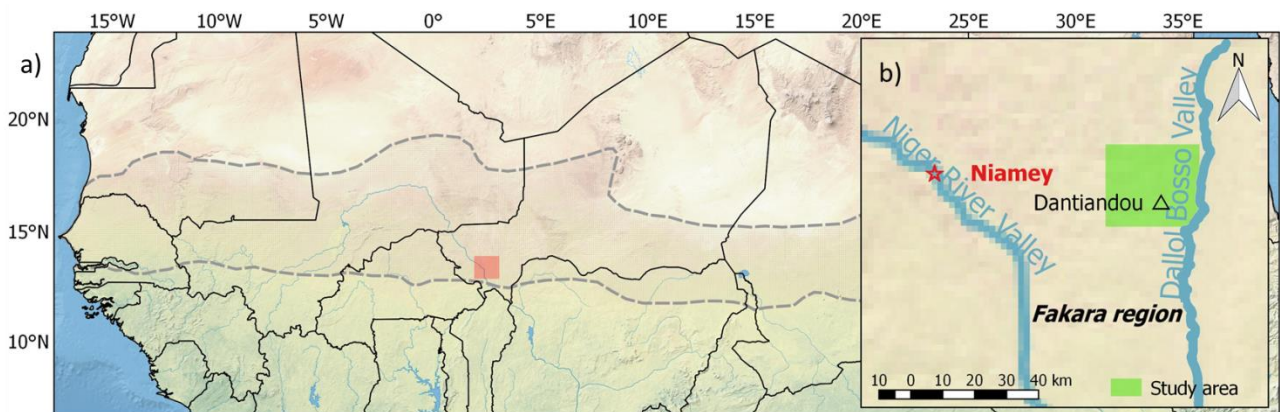 15°W 10°W 5°W 0° 5°E 10°E 15°E 20°E 25°E 30°E 35°E
a)
20°N
15°N
10°N
b)
N
Niger River Valley
Niamey
Dantiandou
Dallol Bosso Valley
Fakara region
10 0 10 20 30 40 km
Study area